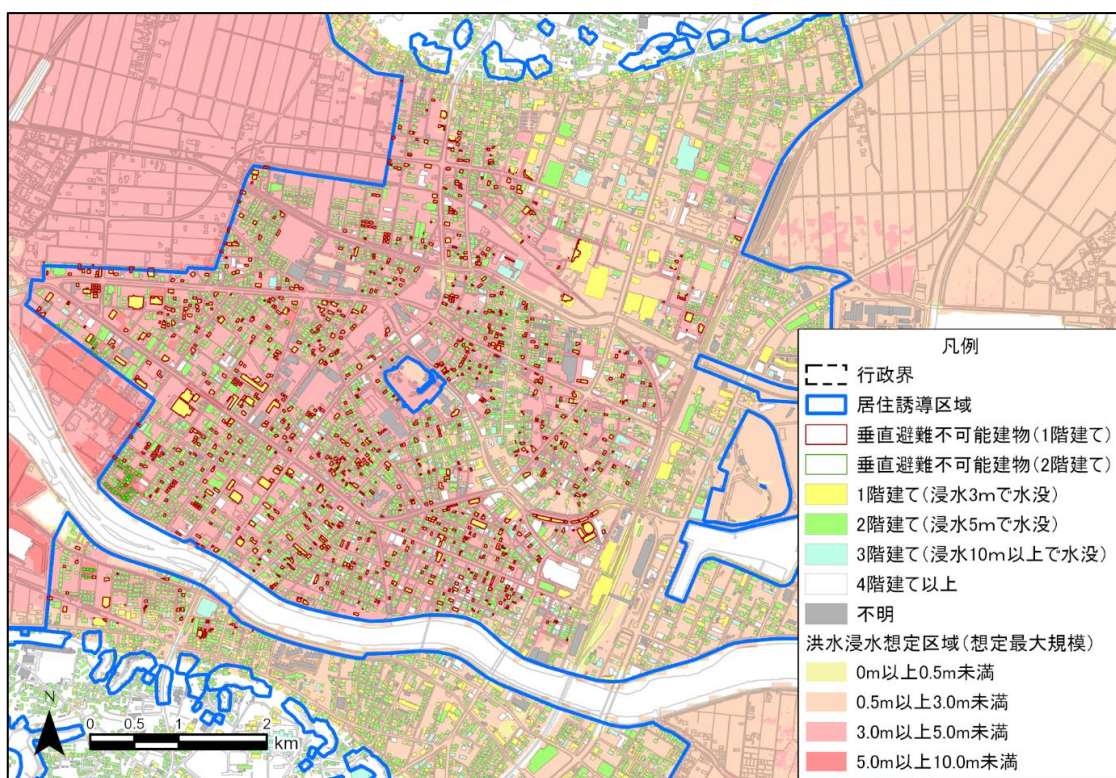 凡例
行政界
居住誘導区域
垂直避難不可能建物(1階建て)
垂直避難不可能建物(2階建て)
1階建て(浸水3mで水没)
2階建て(浸水5mで水没)
3階建て(浸水10m以上で水没)
4階建て以上
不明
洪水浸水想定区域(想定最大規模)
0m以上0.5m未満
0.5m以上3.0m未満
3.0m以上5.0m未満
5.0m以上10.0m未満
N
0 0.5 1 2
km